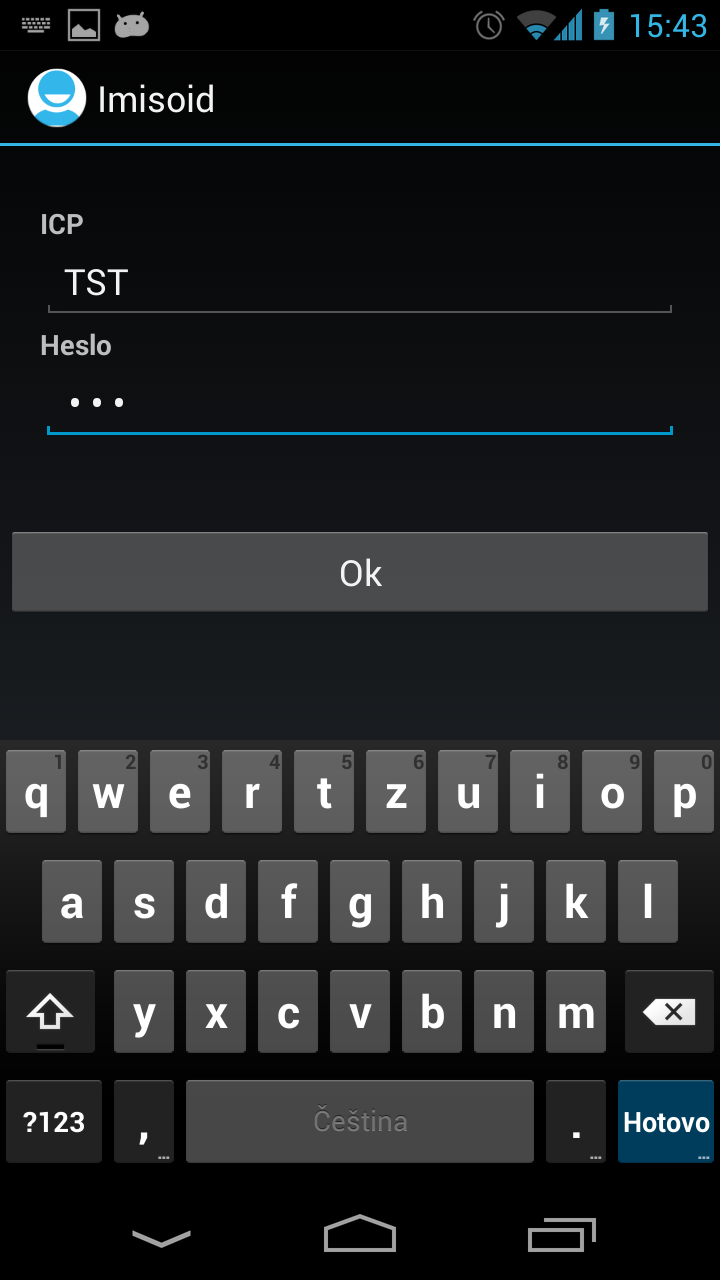 15:43
Imisoid
ICP
TST
Heslo
•••
Ok
1 2 3 4 5 6 7 8 9 0
q w e r t z u i o p
a s d f g h j k l
y x c v b n m
?123 , ... Čeština . ... Hotovo ...